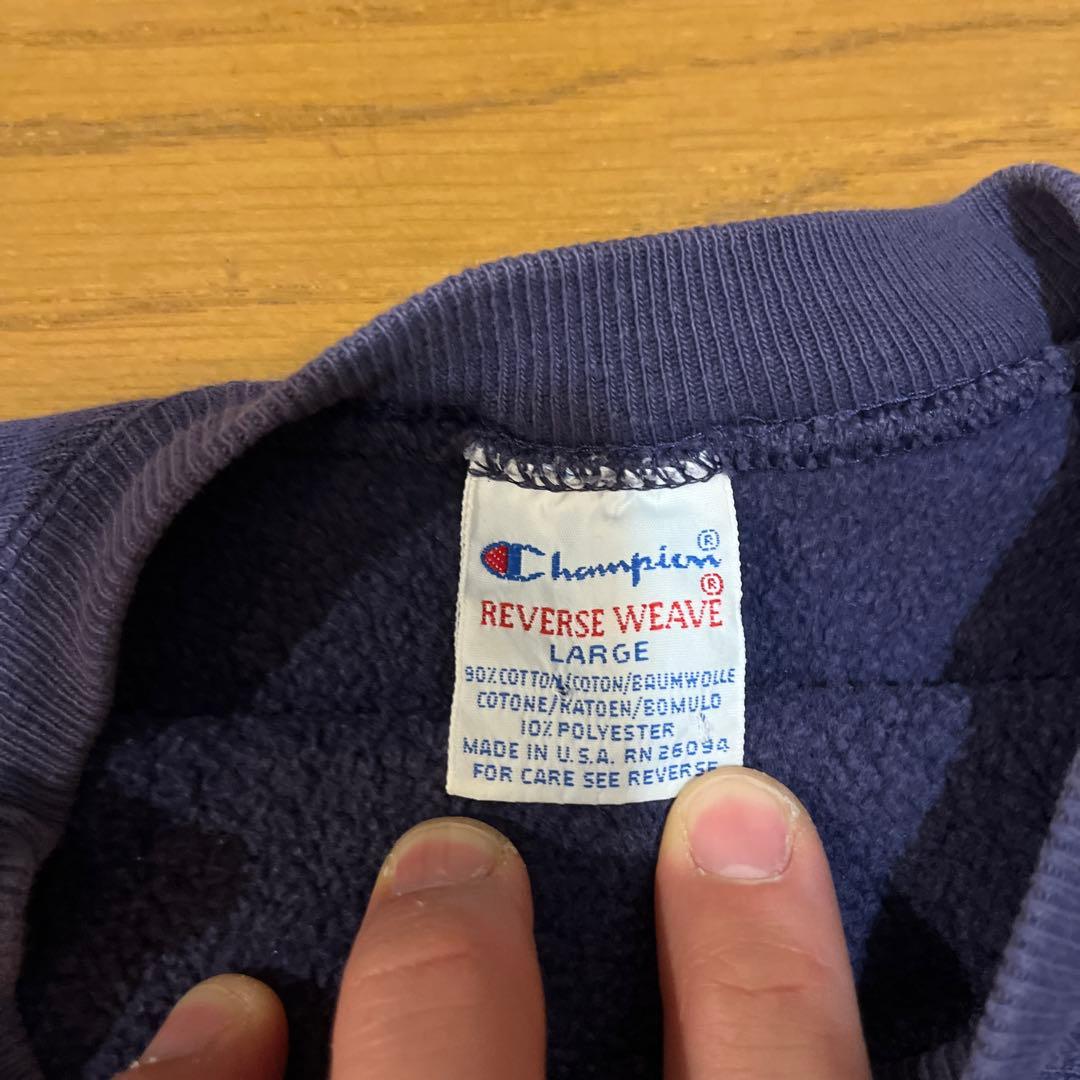 Champion®
REVERSE WEAVE®
LARGE
90% COTTON/COTON/BAUMWOLLE
COTONE/KATOEN/BOMULO
10% POLYESTER
MADE IN U.S.A. RN 26094
FOR CARE SEE REVERSE